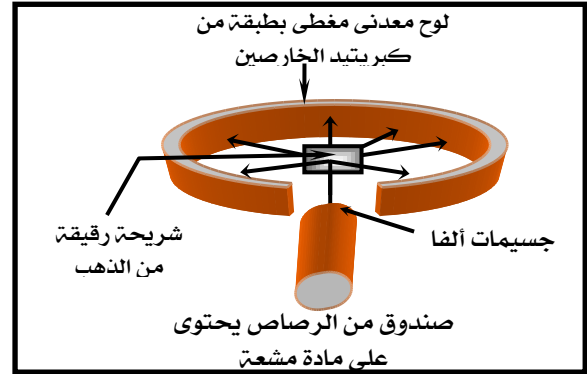 لوح معدنى مغطى بطبقة من
كبريتيد الخارصين
شريحة رقيقة
من الذهب
جسيمات ألفا
صندوق من الرصاص يحتوى
على مادة مشعة